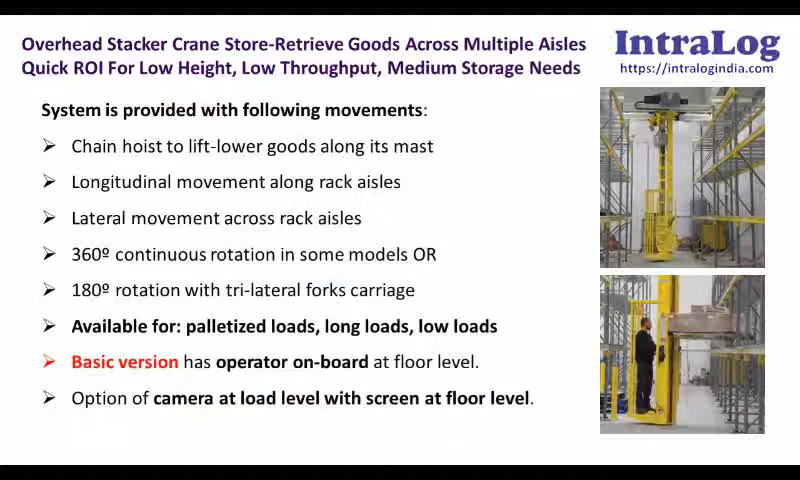 Overhead Stacker Crane Store-Retrieve Goods Across Multiple Aisles
Quick ROI For Low Height, Low Throughput, Medium Storage Needs
IntraLog
https://intralogindia.com
System is provided with following movements:
➢ Chain hoist to lift-lower goods along its mast
➢ Longitudinal movement along rack aisles
➢ Lateral movement across rack aisles
➢ 360º continuous rotation in some models OR
➢ 180º rotation with tri-lateral forks carriage
➢ Available for: palletized loads, long loads, low loads
➢ Basic version has operator on-board at floor level.
➢ Option of camera at load level with screen at floor level.